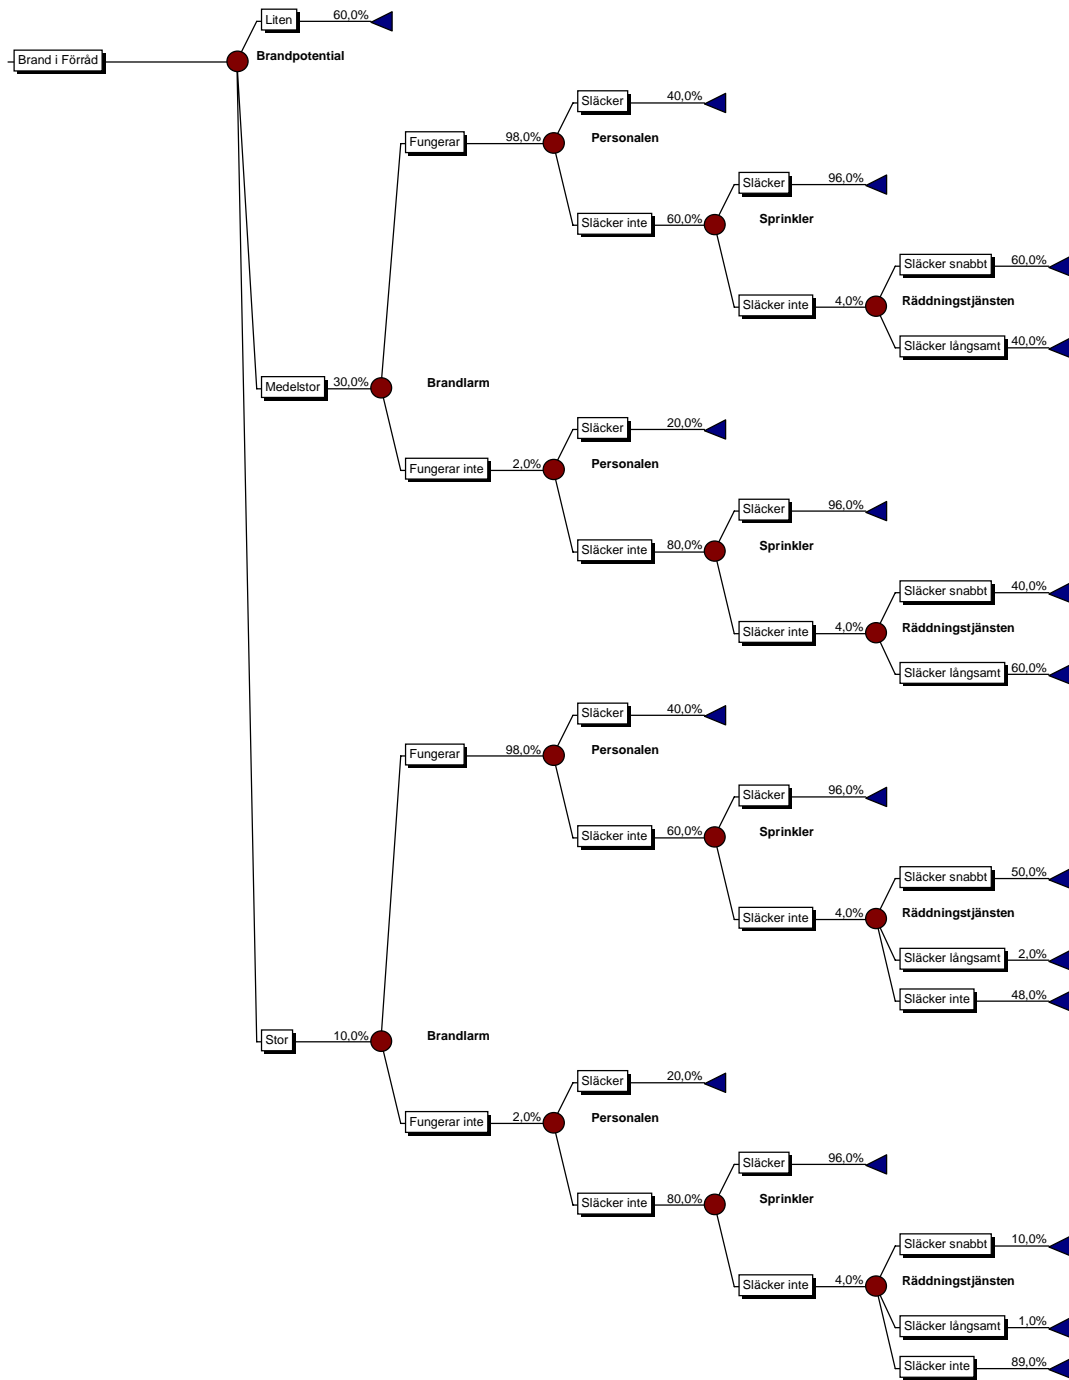 Liten 60,0%
Brand i Förråd
Brandpotential
Släcker 40,0%
Fungerar 98,0%
Personalen
Släcker 96,0%
Släcker inte 60,0%
Sprinkler
Släcker snabbt 60,0%
Släcker inte 4,0%
Räddningstjänsten
Släcker långsamt 40,0%
Medelstor 30,0%
Brandlarm
Släcker 20,0%
Fungerar inte 2,0%
Personalen
Släcker 96,0%
Släcker inte 80,0%
Sprinkler
Släcker snabbt 40,0%
Släcker inte 4,0%
Räddningstjänsten
Släcker långsamt 60,0%
Släcker 40,0%
Fungerar 98,0%
Personalen
Släcker 96,0%
Släcker inte 60,0%
Sprinkler
Släcker snabbt 50,0%
Släcker inte 4,0%
Räddningstjänsten
Släcker långsamt 2,0%
Släcker inte 48,0%
Stor 10,0%
Brandlarm
Släcker 20,0%
Fungerar inte 2,0%
Personalen
Släcker 96,0%
Släcker inte 80,0%
Sprinkler
Släcker snabbt 10,0%
Släcker inte 4,0%
Räddningstjänsten
Släcker långsamt 1,0%
Släcker inte 89,0%